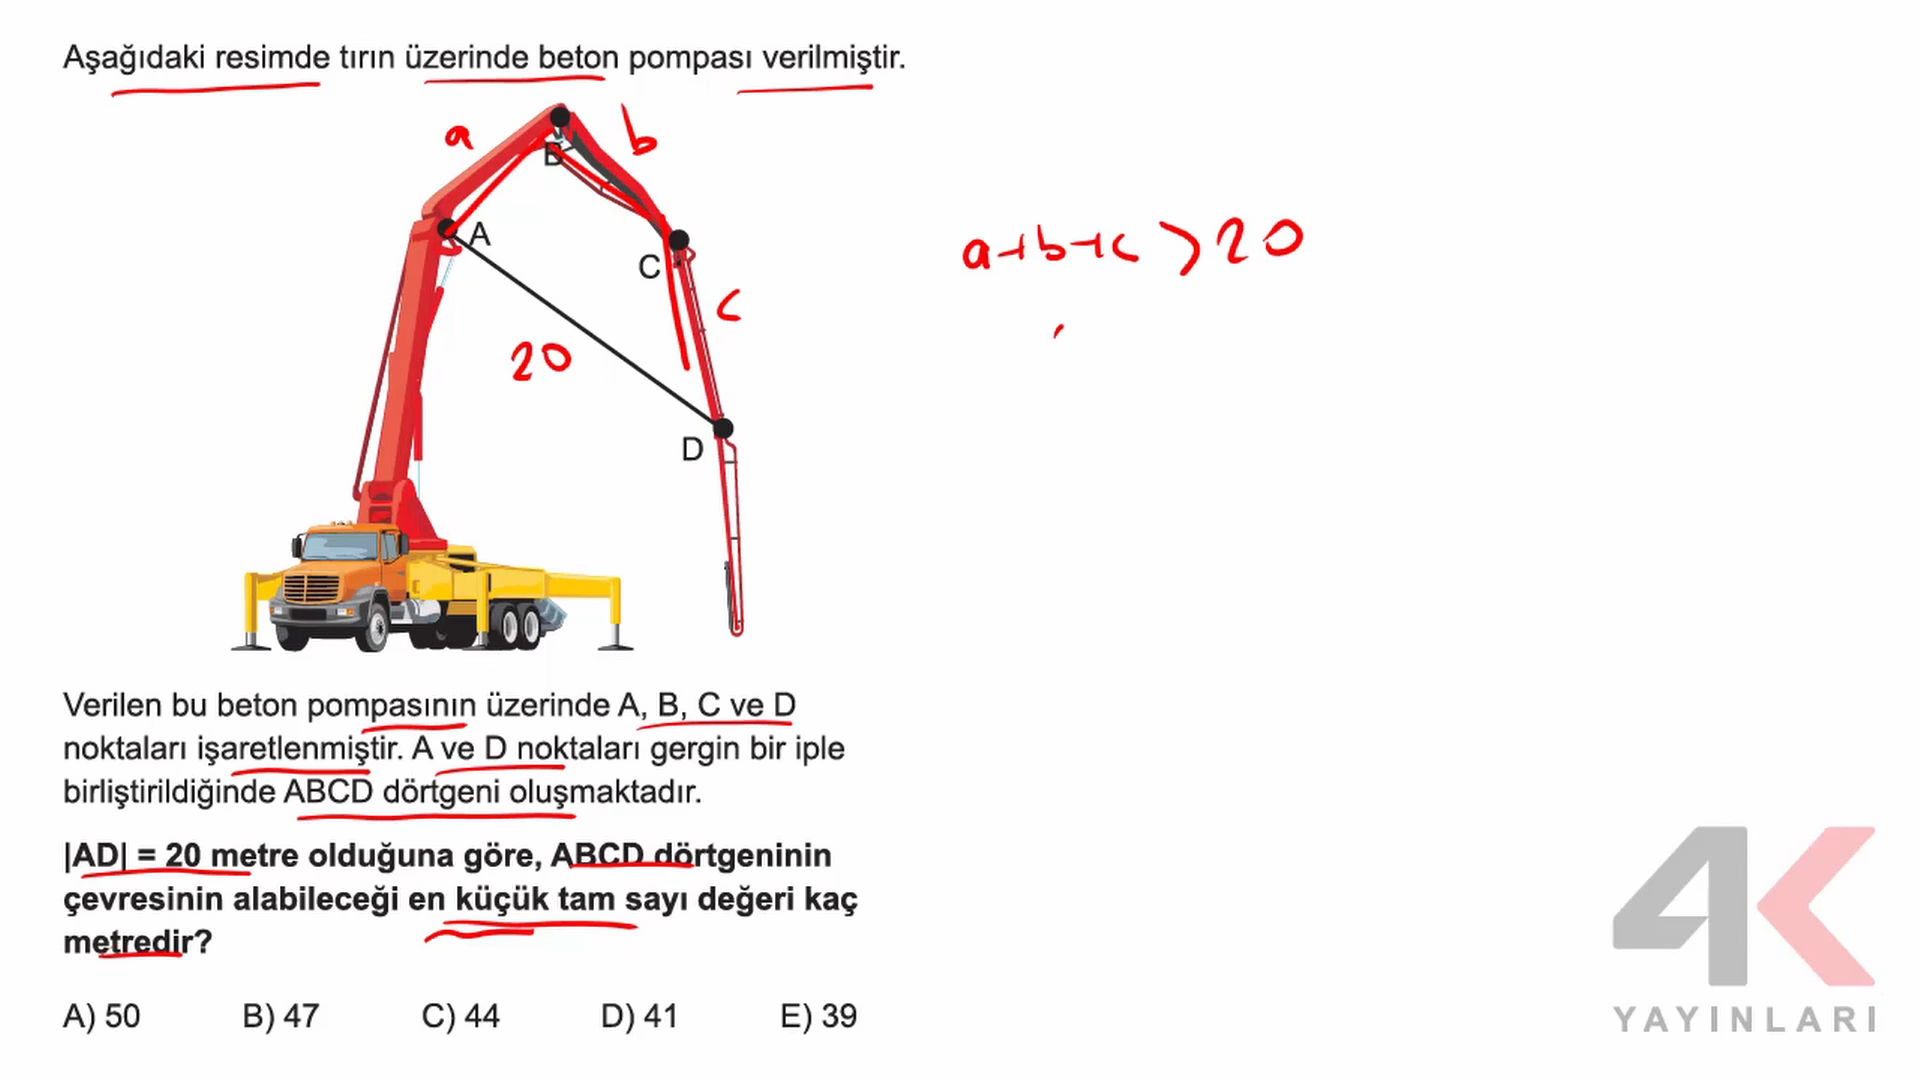 Aşağıdaki resimde tırın üzerinde beton pompası verilmiştir.
a
b
B
A
C
c
20
D
a+b+c > 20
Verilen bu beton pompasının üzerinde A, B, C ve D
noktaları işaretlenmiştir. A ve D noktaları gergin bir iple
birliştirildiğinde ABCD dörtgeni oluşmaktadır.
|AD| = 20 metre olduğuna göre, ABCD dörtgeninin
çevresinin alabileceği en küçük tam sayı değeri kaç
metredir?
A) 50 B) 47 C) 44 D) 41 E) 39
4K
YAYINLARI